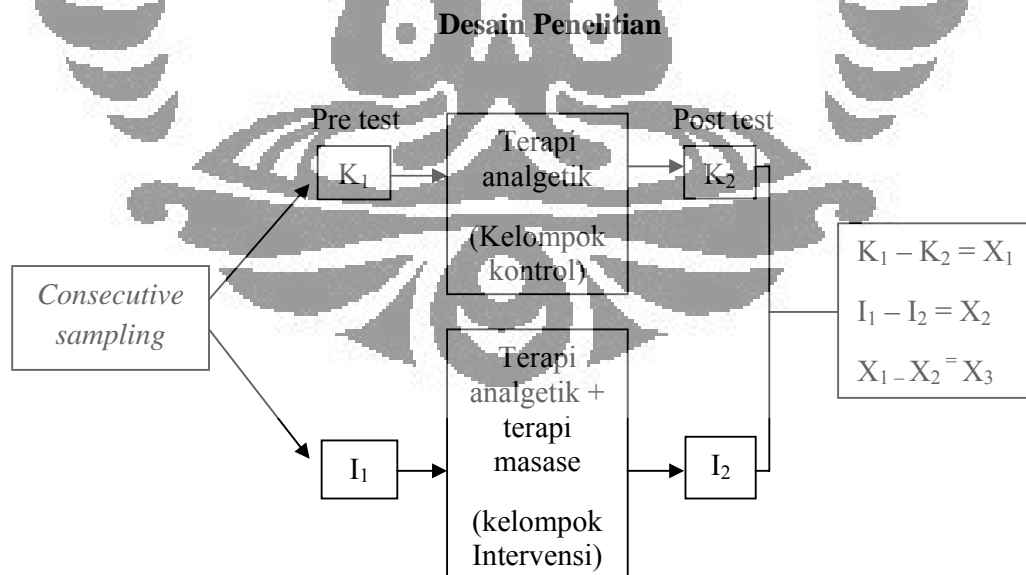 Desain Penelitian
Pre test
Post test
K₁
Terapi
analgetik
(Kelompok
kontrol)
K₂
Consecutive
sampling
I₁
Terapi
analgetik +
terapi
masase
(kelompok
Intervensi)
I₂
K₁ – K₂ = X₁
I₁ – I₂ = X₂
X₁ – X₂ = X₃